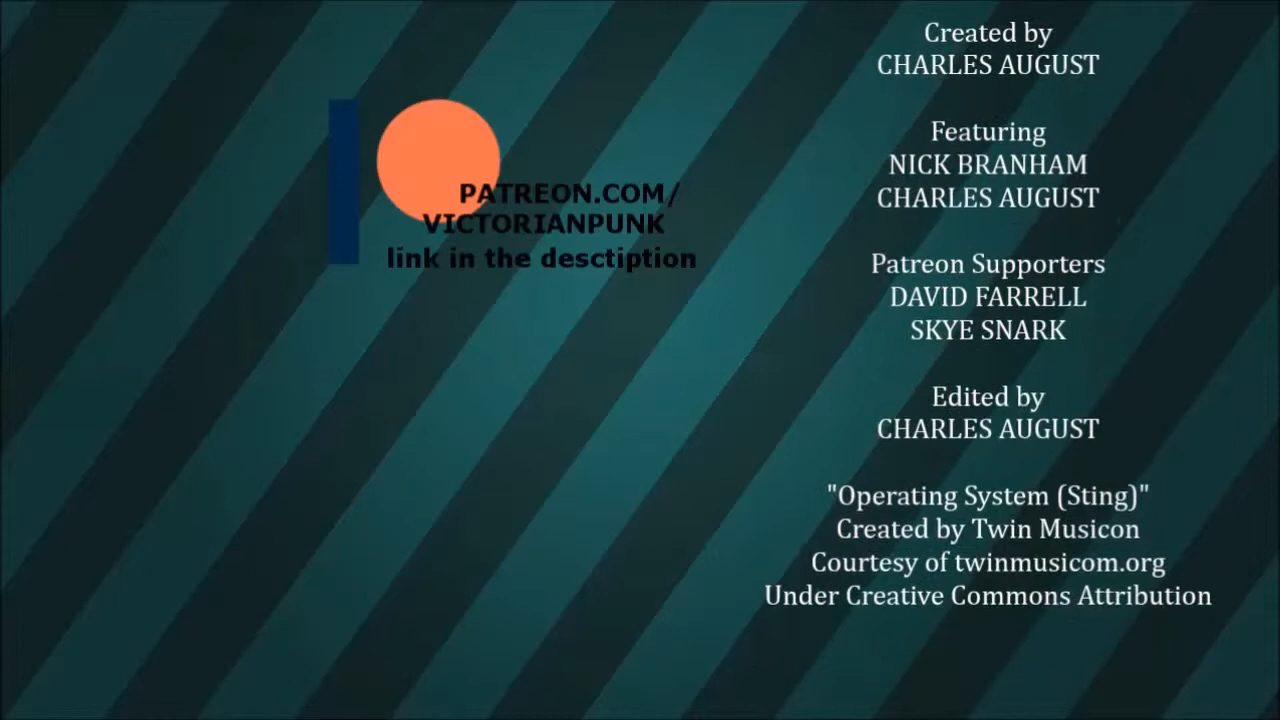 PATREON.COM/
VICTORIANPUNK
link in the desctiption
Created by
CHARLES AUGUST
Featuring
NICK BRANHAM
CHARLES AUGUST
Patreon Supporters
DAVID FARRELL
SKYE SNARK
Edited by
CHARLES AUGUST
"Operating System (Sting)"
Created by Twin Musicon
Courtesy of twinmusicom.org
Under Creative Commons Attribution